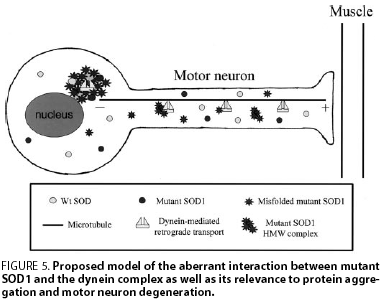 Muscle
Motor neuron
nucleus
− +
Wt SOD Mutant SOD1 Misfolded mutant SOD1
Microtubule Dynein-mediated retrograde transport Mutant SOD1 HMW complex
FIGURE 5. Proposed model of the aberrant interaction between mutant
SOD1 and the dynein complex as well as its relevance to protein aggre-
gation and motor neuron degeneration.